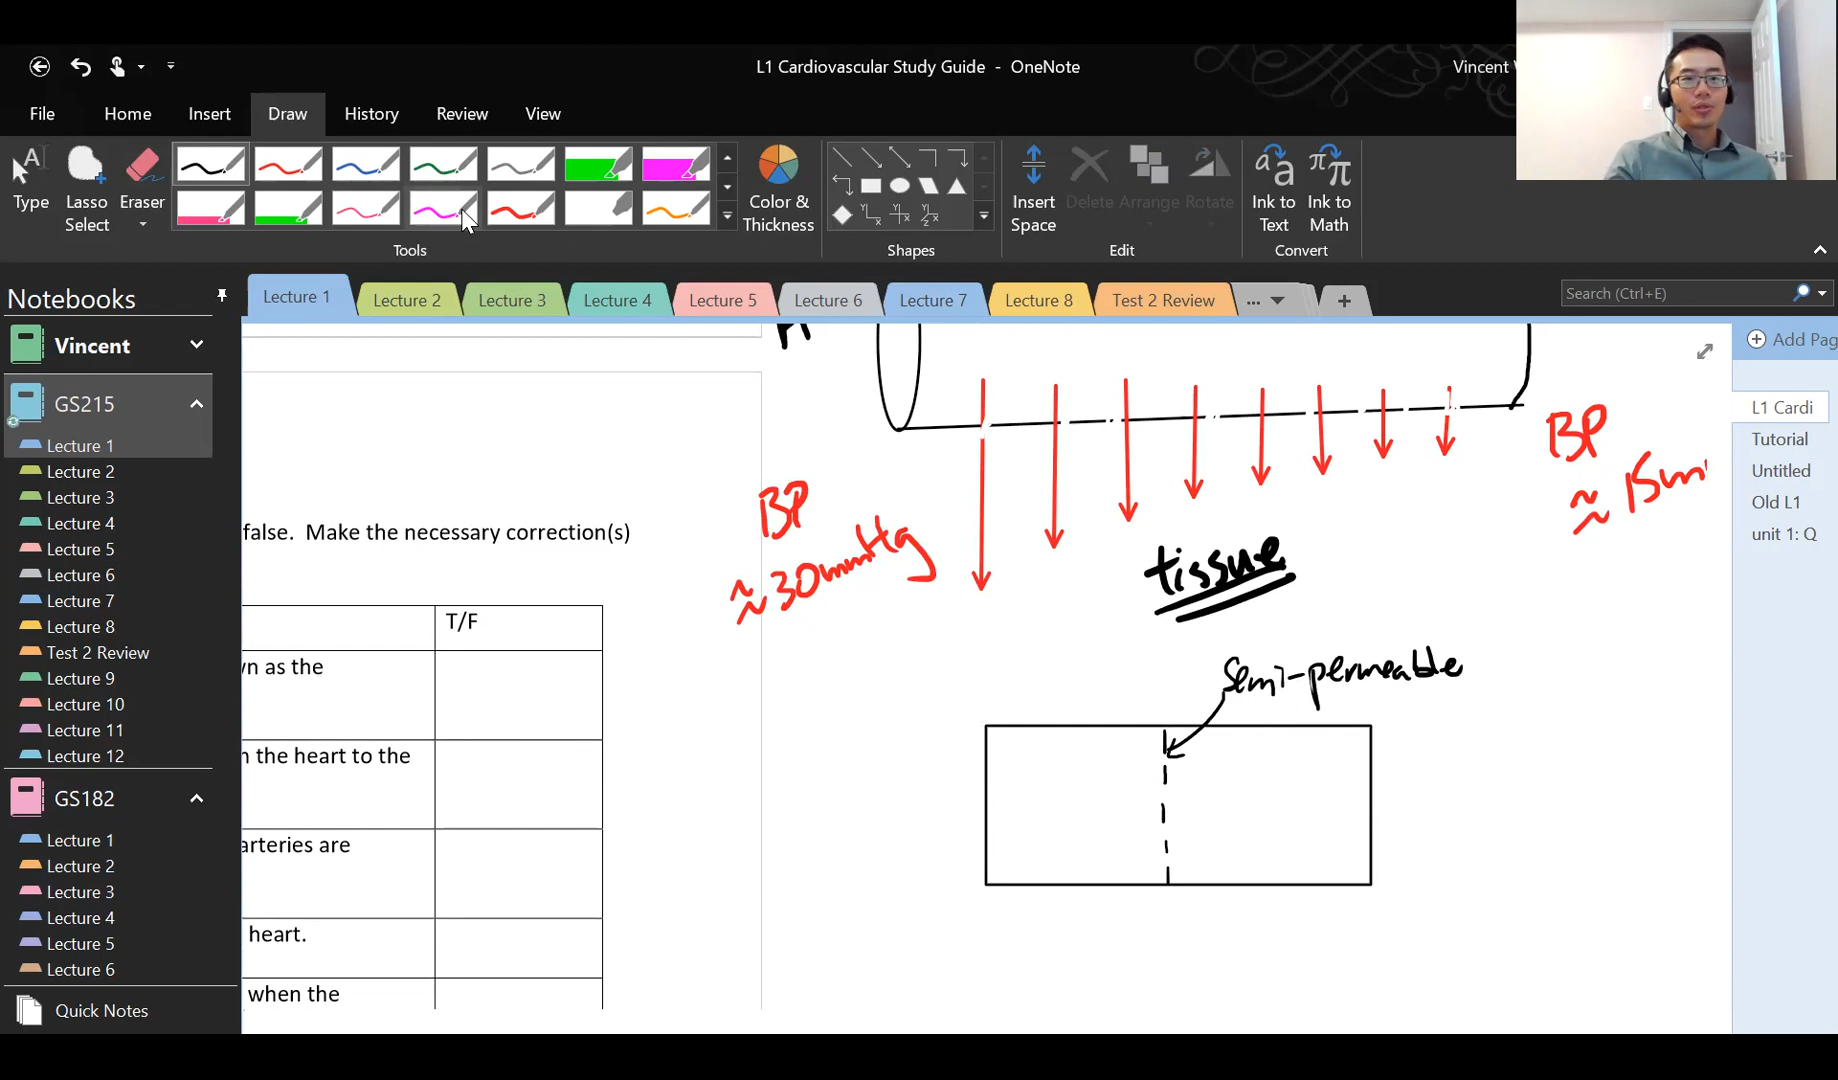 L1 Cardiovascular Study Guide - OneNote
Vincent
File Home Insert Draw History Review View
Type
Lasso Select
Eraser
Color & Thickness
Insert Space
Delete
Arrange
Rotate
Ink to Text
Ink to Math
Tools
Shapes
Edit
Convert
Notebooks
Lecture 1 Lecture 2 Lecture 3 Lecture 4 Lecture 5 Lecture 6 Lecture 7 Lecture 8 Test 2 Review ...
Search (Ctrl+E)
Vincent
GS215
Lecture 1
Lecture 2
Lecture 3
Lecture 4
Lecture 5
Lecture 6
Lecture 7
Lecture 8
Test 2 Review
Lecture 9
Lecture 10
Lecture 11
Lecture 12
GS182
Lecture 1
Lecture 2
Lecture 3
Lecture 4
Lecture 5
Lecture 6
Quick Notes
false. Make the necessary correction(s)
T/F
n as the
the heart to the
arteries are
heart.
when the
BP
≈ 30mmHg
BP
≈ 15m
tissue
Semi-permeable
Add Pag
L1 Cardi
Tutorial
Untitled
Old L1
unit 1: Q